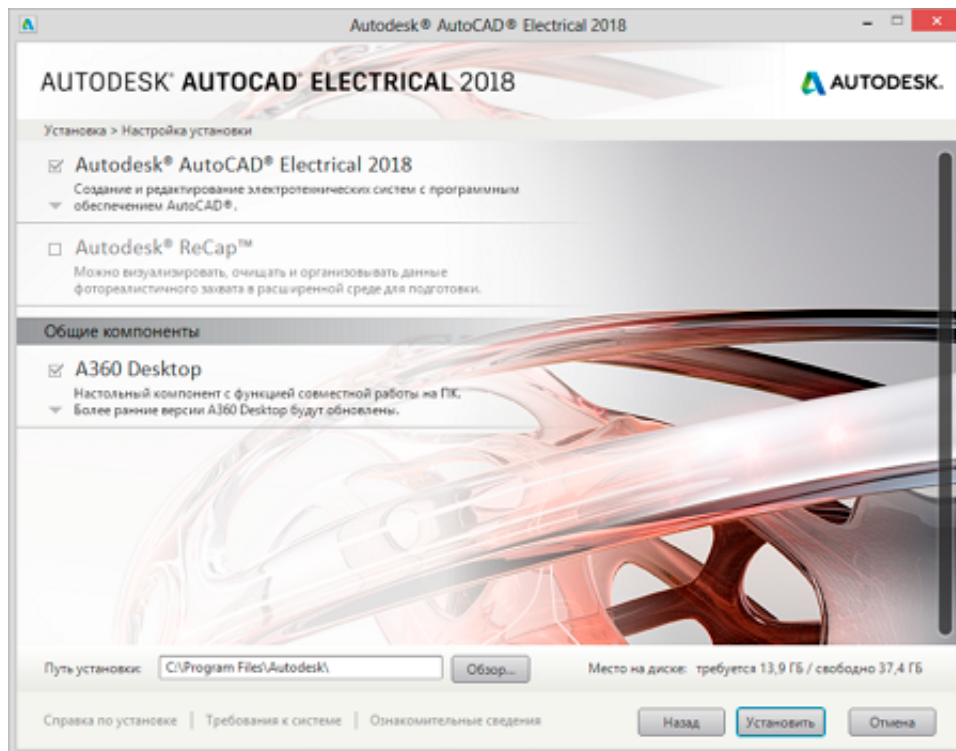 Autodesk® AutoCAD® Electrical 2018
AUTODESK® AUTOCAD® ELECTRICAL 2018
AUTODESK.
Установка > Настройка установки
Autodesk® AutoCAD® Electrical 2018
Создание и редактирование электротехнических систем с программным
обеспечением AutoCAD®.
Autodesk® ReCap™
Можно визуализировать, очищать и организовывать данные
фотореалистичного захвата в расширенной среде для подготовки.
Общие компоненты
A360 Desktop
Настольный компонент с функцией совместной работы на ПК.
Более ранние версии A360 Desktop будут обновлены.
Путь установки: C:\Program Files\Autodesk\ Обзор... Место на диске: требуется 13,9 ГБ / свободно 37,4 ГБ
Справка по установке | Требования к системе | Ознакомительные сведения Назад Установить Отмена